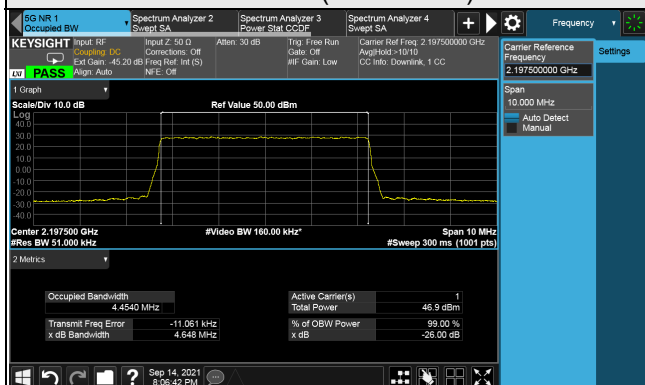 5G NR 1
Occupied BW
Spectrum Analyzer 2
Swept SA
Spectrum Analyzer 3
Power Stat CCDF
Spectrum Analyzer 4
Swept SA
Frequency
KEYSIGHT
LXI
PASS
Input: RF
Coupling: DC
Ext Gain: -45.20 dB
Align: Auto
Input Z: 50 Ω
Corrections: Off
Freq Ref: Int (S)
NFE: Off
Atten: 30 dB
Trig: Free Run
Gate: Off
#IF Gain: Low
Carrier Ref Freq: 2.197500000 GHz
Avg|Hold:>10/10
CC Info: Downlink, 1 CC
Carrier Reference
Frequency
2.197500000 GHz
Settings
Span
10.000 MHz
Auto Detect
Manual
1 Graph
Scale/Div 10.0 dB
Ref Value 50.00 dBm
Log
40.0
30.0
20.0
10.0
0.00
-10.0
-20.0
-30.0
-40.0
Center 2.197500 GHz
#Video BW 160.00 kHz*
Span 10 MHz
#Res BW 51.000 kHz
#Sweep 300 ms (1001 pts)
2 Metrics
Occupied Bandwidth
4.4540 MHz
Active Carrier(s) 1
Total Power 46.9 dBm
Transmit Freq Error -11.061 kHz
x dB Bandwidth 4.648 MHz
% of OBW Power 99.00 %
x dB -26.00 dB
?
Sep 14, 2021
8:06:42 PM